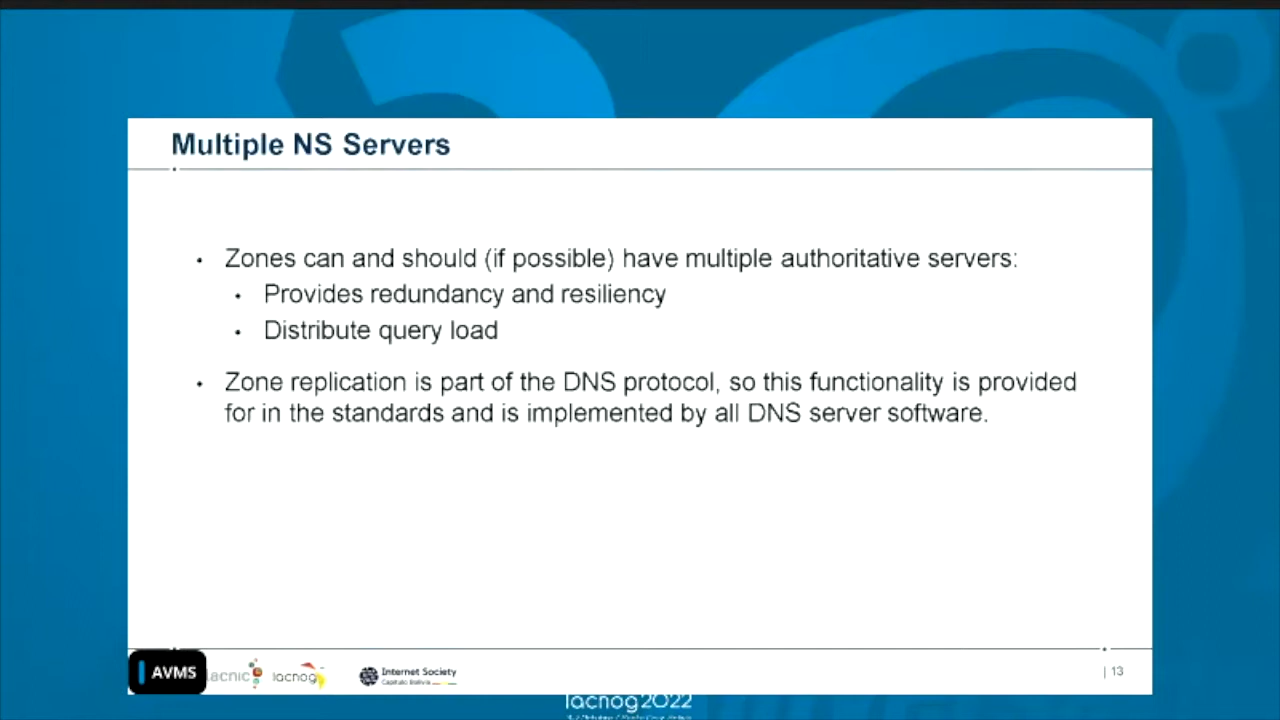 Multiple NS Servers
• Zones can and should (if possible) have multiple authoritative servers:
• Provides redundancy and resiliency
• Distribute query load
• Zone replication is part of the DNS protocol, so this functionality is provided
for in the standards and is implemented by all DNS server software.
AVMS
lacnic
lacnog
Internet Society
| 13
lacnog2022